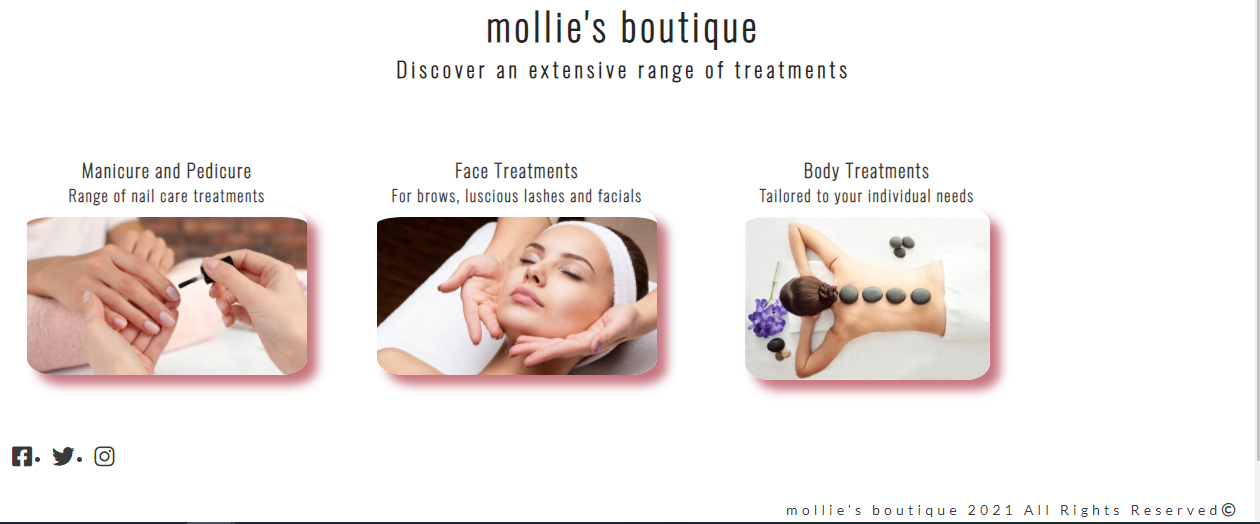 mollie's boutique
Discover an extensive range of treatments
Manicure and Pedicure
Range of nail care treatments
Face Treatments
For brows, luscious lashes and facials
Body Treatments
Tailored to your individual needs
mollie's boutique 2021 All Rights Reserved©